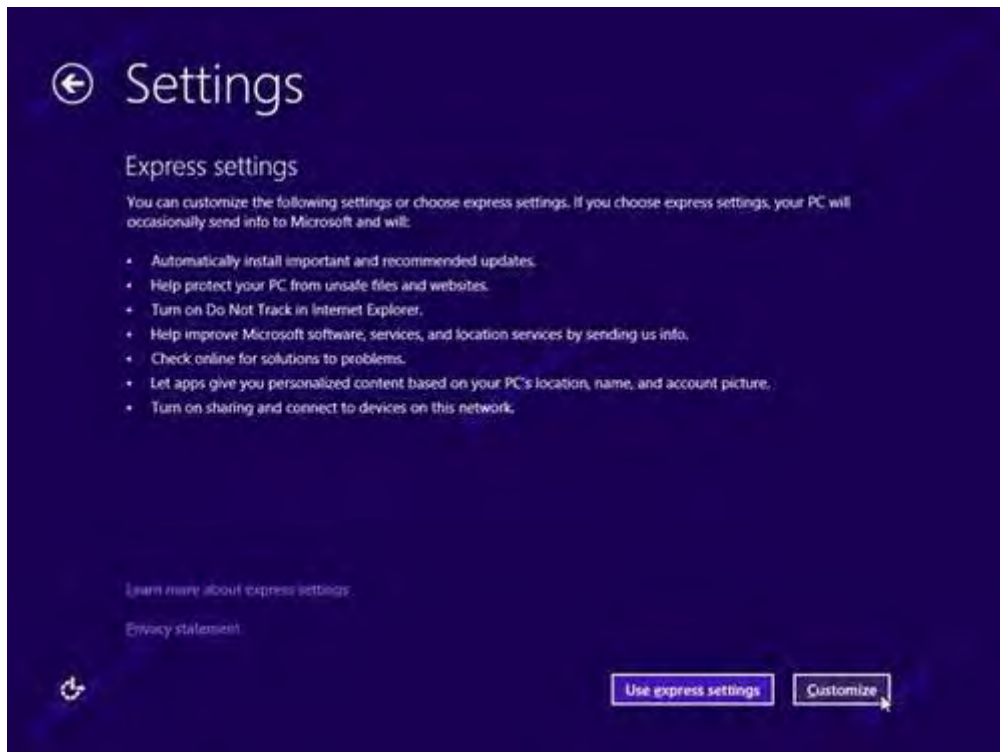 Settings
Express settings
You can customize the following settings or choose express settings. If you choose express settings, your PC will
occasionally send info to Microsoft and will:
• Automatically install important and recommended updates.
• Help protect your PC from unsafe files and websites.
• Turn on Do Not Track in Internet Explorer.
• Help improve Microsoft software, services, and location services by sending us info.
• Check online for solutions to problems.
• Let apps give you personalized content based on your PC's location, name, and account picture.
• Turn on sharing and connect to devices on this network.
Learn more about express settings
Privacy statement
Use express settings
Customize